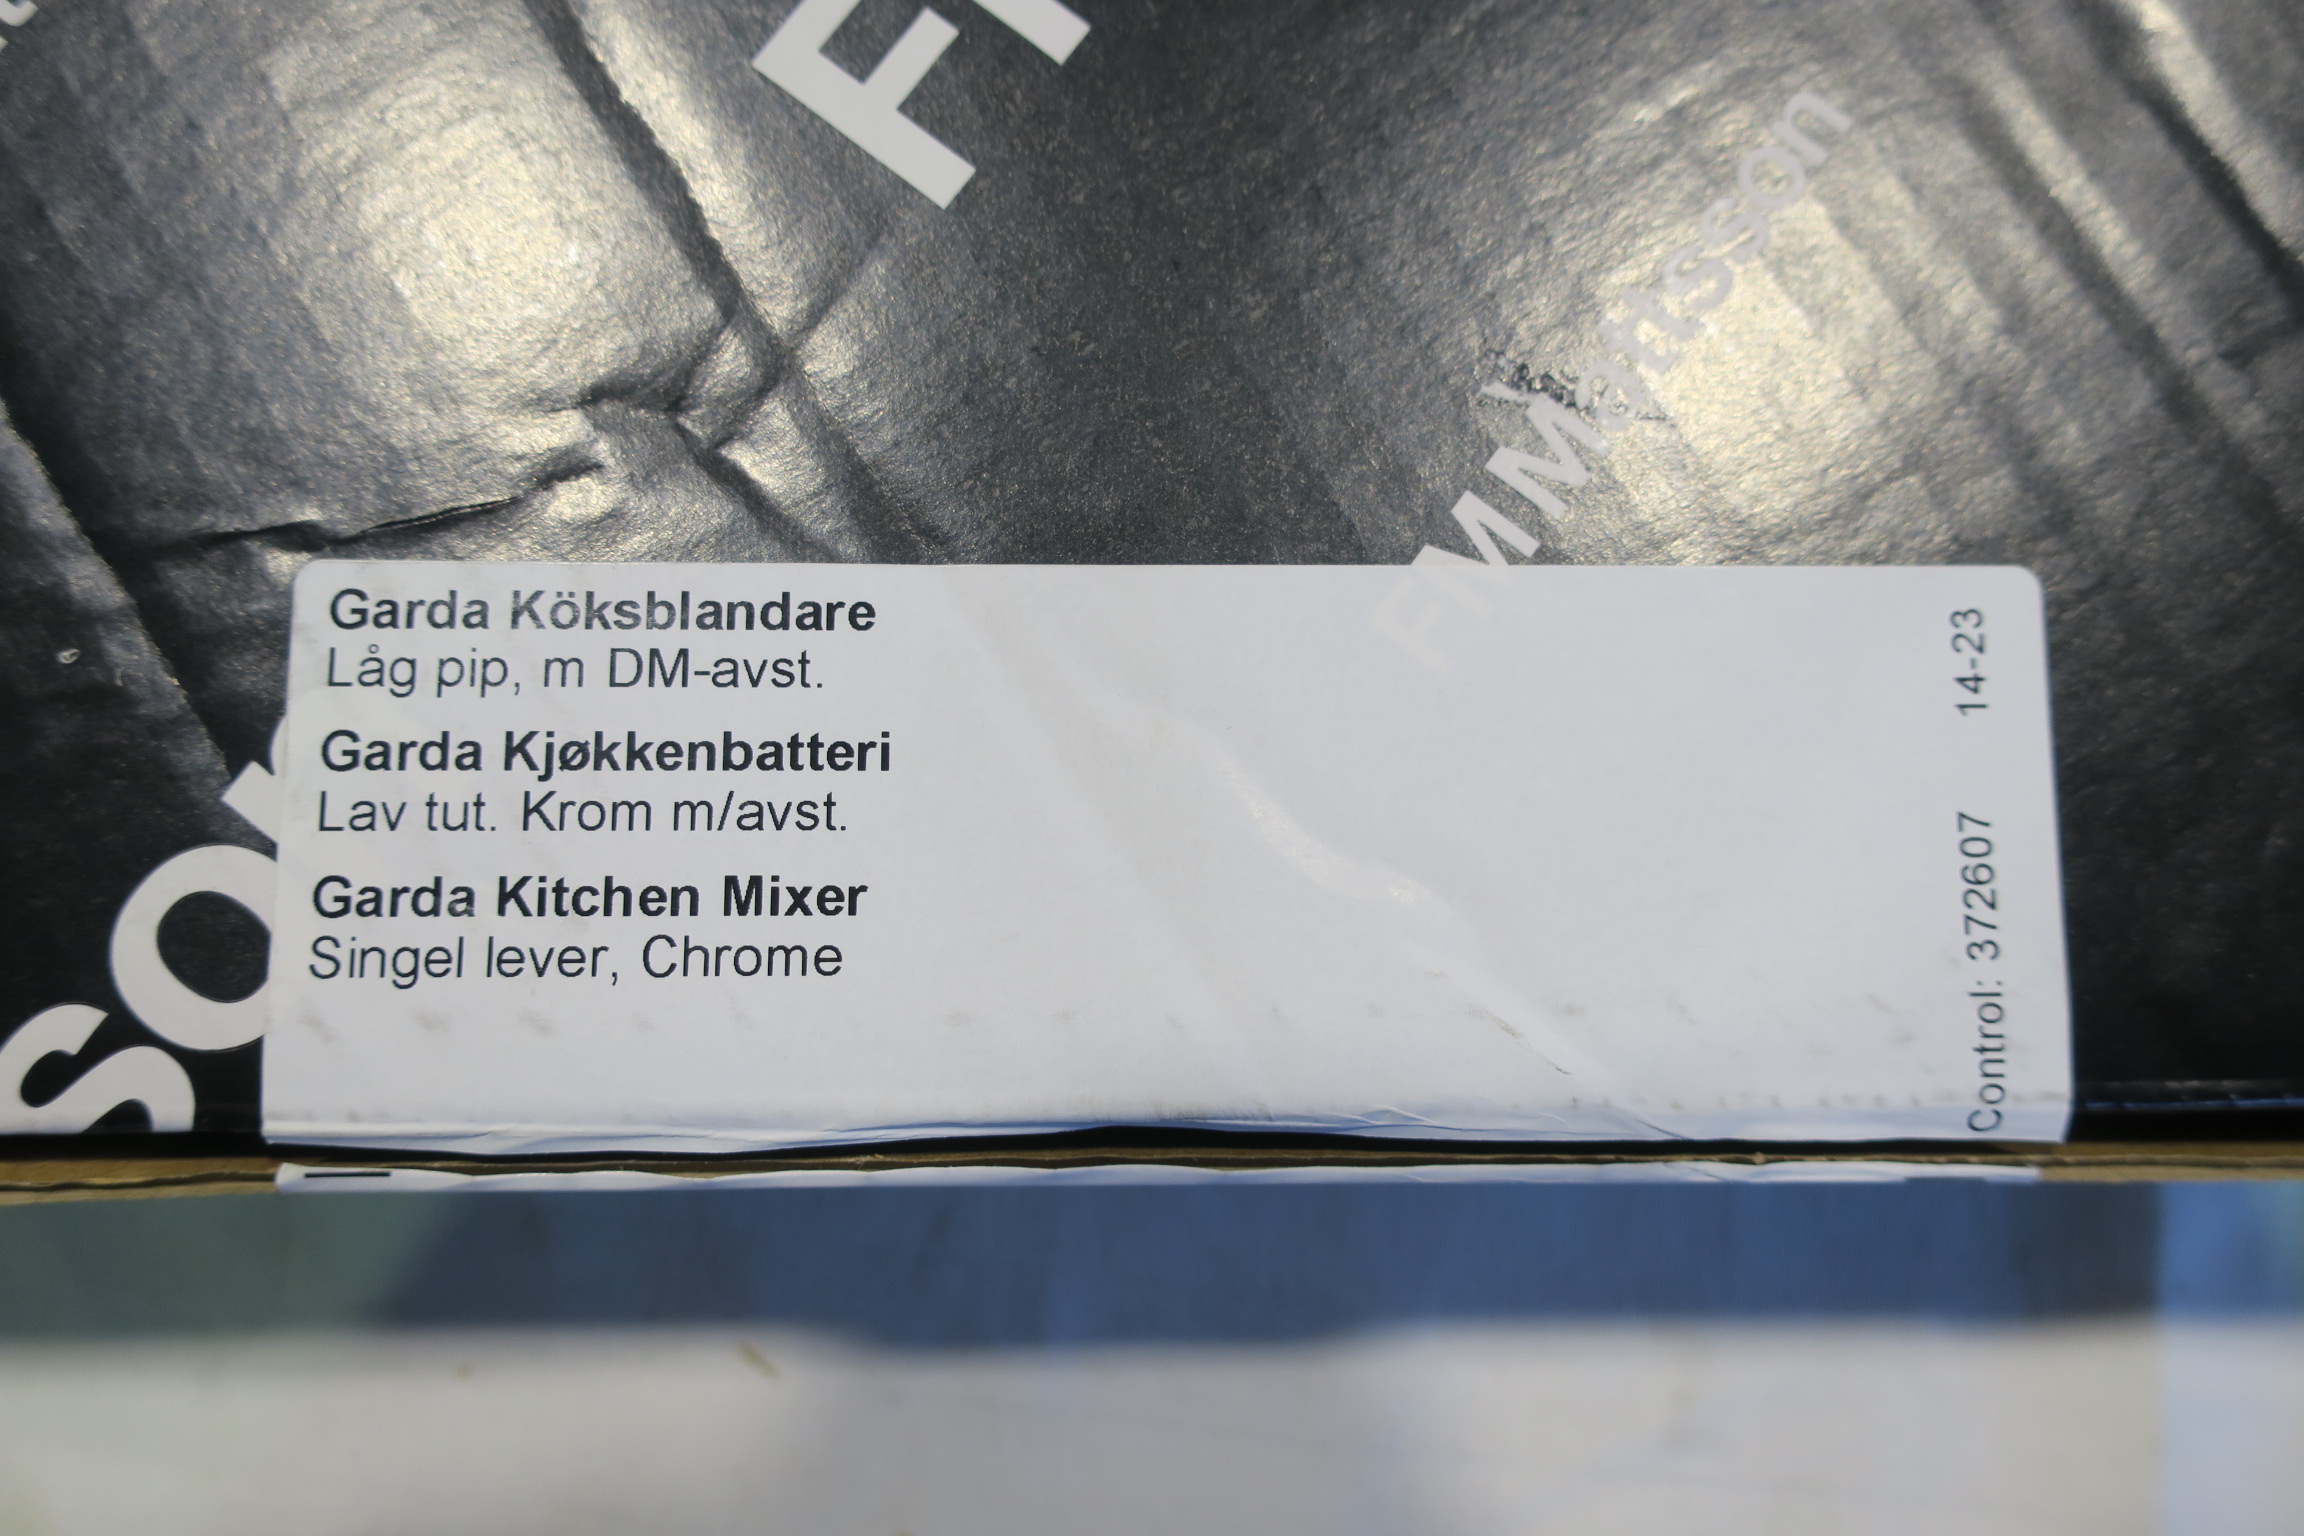 FMMattsson
Garda Köksblandare
Låg pip, m DM-avst.
Garda Kjøkkenbatteri
Lav tut. Krom m/avst.
Garda Kitchen Mixer
Singel lever, Chrome
Control: 372607 14-23